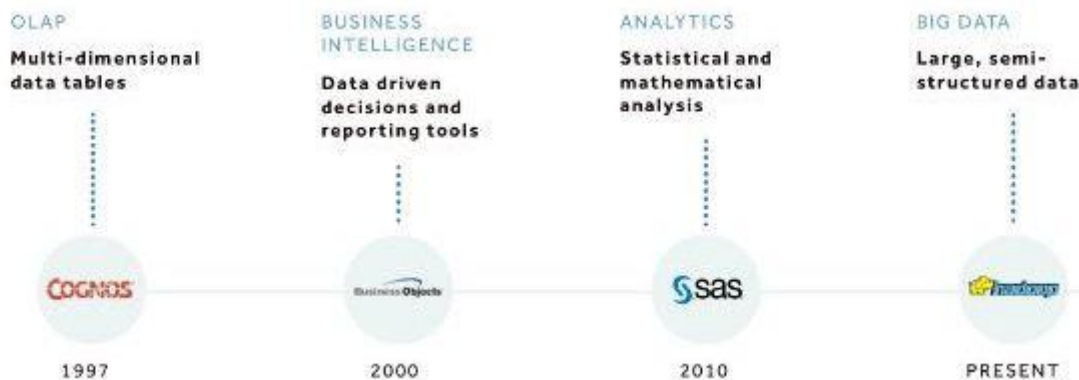 OLAP
Multi-dimensional
data tables
BUSINESS
INTELLIGENCE
Data driven
decisions and
reporting tools
ANALYTICS
Statistical and
mathematical
analysis
BIG DATA
Large, semi-
structured data
COGNOS
Business Objects
sas
hadoop
1997
2000
2010
PRESENT